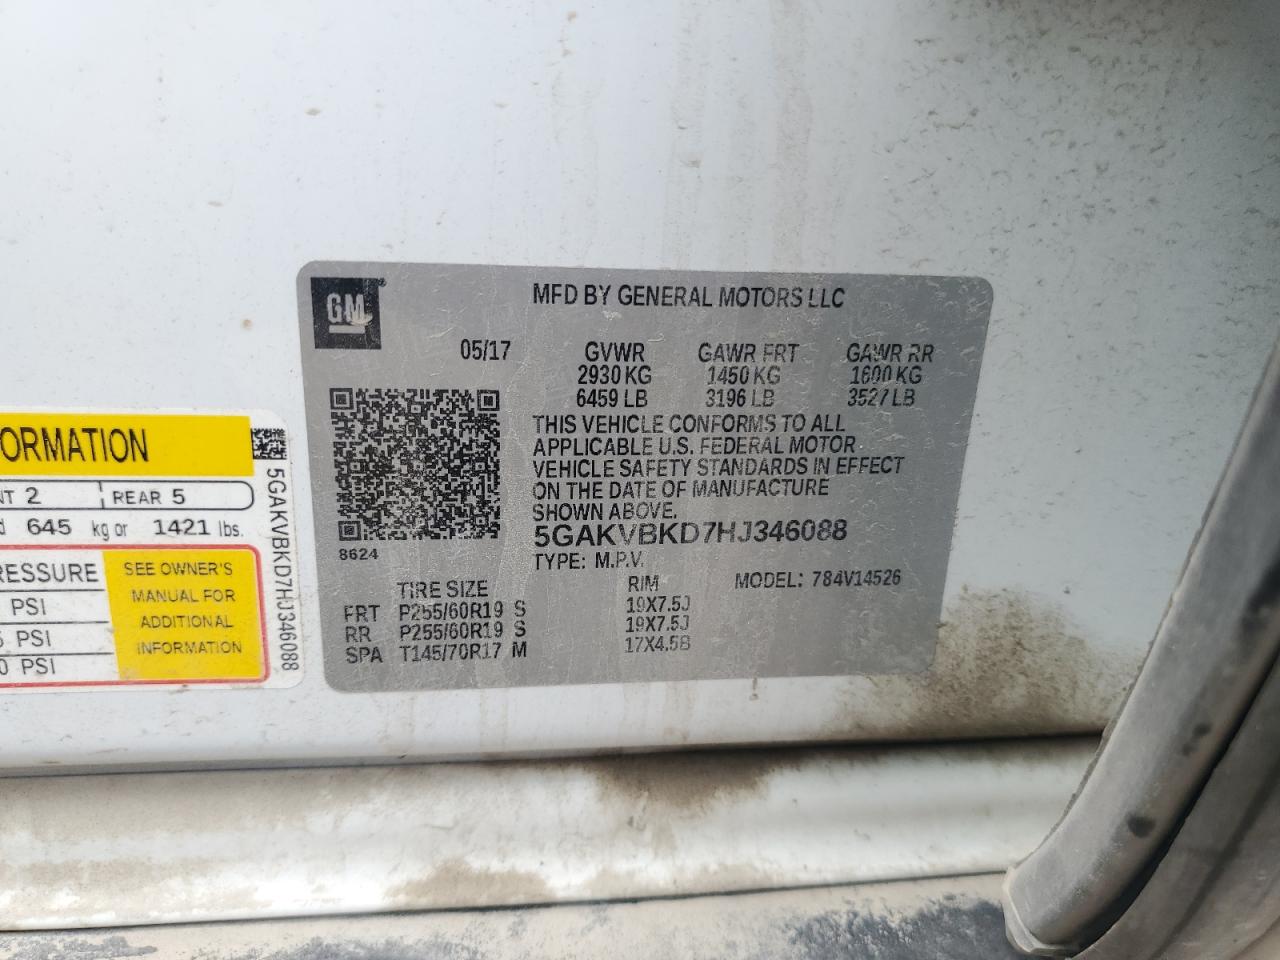 GM
MFD BY GENERAL MOTORS LLC
05/17 GVWR GAWR FRT GAWR RR
2930 KG 1450 KG 1600 KG
6459 LB 3196 LB 3527 LB
THIS VEHICLE CONFORMS TO ALL
APPLICABLE U.S. FEDERAL MOTOR
VEHICLE SAFETY STANDARDS IN EFFECT
ON THE DATE OF MANUFACTURE
SHOWN ABOVE.
5GAKVBKD7HJ346088
8624
TYPE: M.P.V. MODEL: 784V14526
TIRE SIZE RIM
FRT P255/60R19 S 19X7.5J
RR P255/60R19 S 19X7.5J
SPA T145/70R17 M 17X4.5B
ORMATION
NT 2 REAR 5
d 645 kg or 1421 lbs.
RESSURE
PSI
5 PSI
0 PSI
SEE OWNER'S
MANUAL FOR
ADDITIONAL
INFORMATION
5GAKVBKD7HJ346088